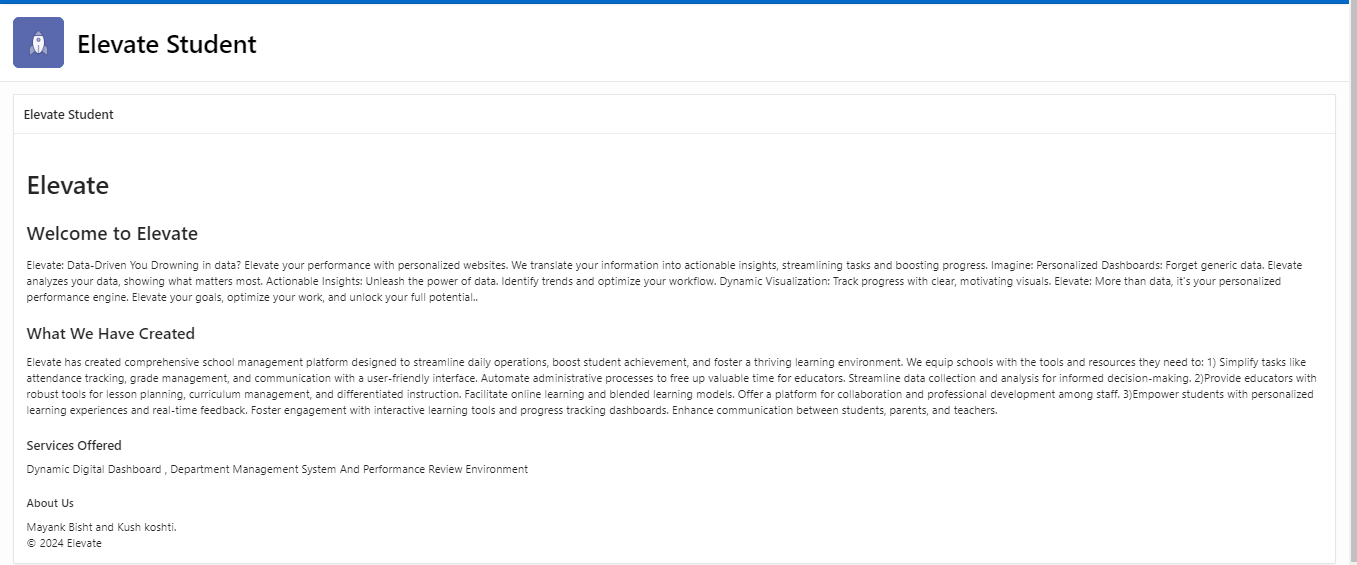 Elevate Student
Elevate Student
Elevate
Welcome to Elevate
Elevate: Data-Driven You Drowning in data? Elevate your performance with personalized websites. We translate your information into actionable insights, streamlining tasks and boosting progress. Imagine: Personalized Dashboards: Forget generic data. Elevate
analyzes your data, showing what matters most. Actionable Insights: Unleash the power of data. Identify trends and optimize your workflow. Dynamic Visualization: Track progress with clear, motivating visuals. Elevate: More than data, it's your personalized
performance engine. Elevate your goals, optimize your work, and unlock your full potential..
What We Have Created
Elevate has created comprehensive school management platform designed to streamline daily operations, boost student achievement, and foster a thriving learning environment. We equip schools with the tools and resources they need to: 1) Simplify tasks like
attendance tracking, grade management, and communication with a user-friendly interface. Automate administrative processes to free up valuable time for educators. Streamline data collection and analysis for informed decision-making. 2)Provide educators with
robust tools for lesson planning, curriculum management, and differentiated instruction. Facilitate online learning and blended learning models. Offer a platform for collaboration and professional development among staff. 3)Empower students with personalized
learning experiences and real-time feedback. Foster engagement with interactive learning tools and progress tracking dashboards. Enhance communication between students, parents, and teachers.
Services Offered
Dynamic Digital Dashboard , Department Management System And Performance Review Environment
About Us
Mayank Bisht and Kush koshti.
© 2024 Elevate